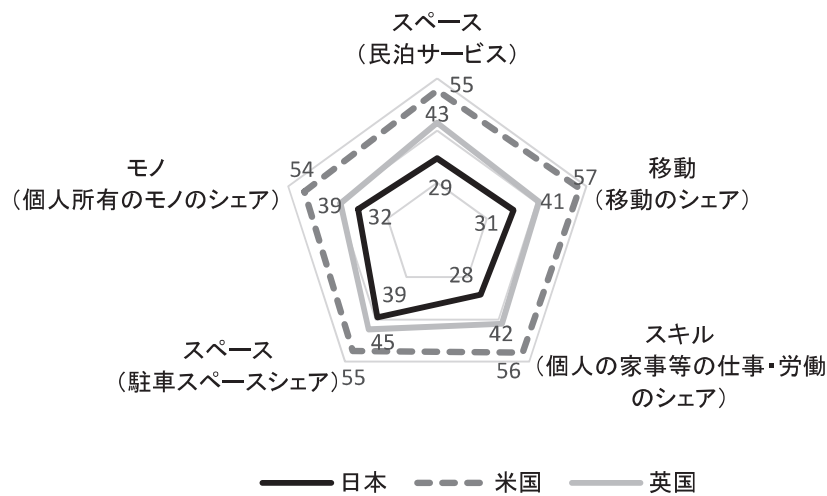 スペース
（民泊サービス）
55
43
29
モノ
（個人所有のモノのシェア）
54
39
32
移動
（移動のシェア）
57
41
31
28
39
スペース
（駐車スペースシェア）
45
55
42
56
スキル
（個人の家事等の仕事・労働
のシェア）
日本
米国
英国